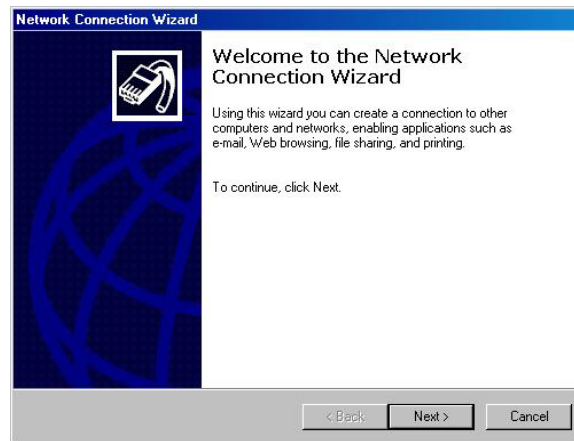 Network Connection Wizard
Welcome to the Network
Connection Wizard
Using this wizard you can create a connection to other
computers and networks, enabling applications such as
e-mail, Web browsing, file sharing, and printing.
To continue, click Next.
< Back Next > Cancel